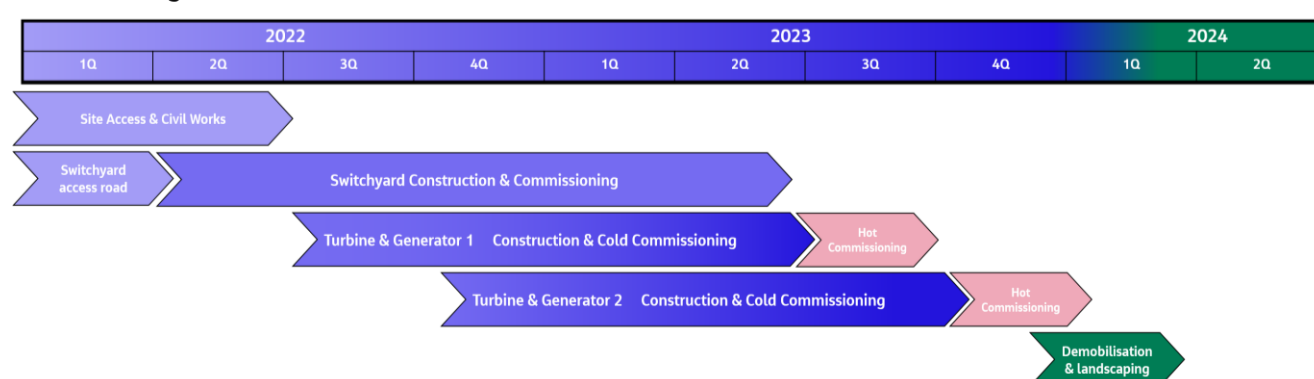 2022 2023 2024
1Q 2Q 3Q 4Q 1Q 2Q 3Q 4Q 1Q 2Q
Site Access & Civil Works
Switchyard
access road
Switchyard Construction & Commissioning
Turbine & Generator 1 Construction & Cold Commissioning
Hot
Commissioning
Turbine & Generator 2 Construction & Cold Commissioning
Hot
Commissioning
Demobilisation
& landscaping